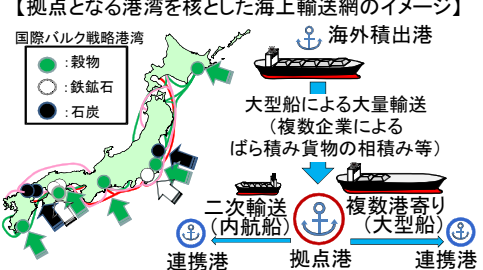 【拠点となる港湾を核とした海上輸送網のイメージ】
国際バルク戦略港湾
：穀物
：鉄鉱石
：石炭
海外積出港
大型船による大量輸送
（複数企業による
ばら積み貨物の相積み等）
二次輸送
（内航船）
複数港寄り
（大型船）
連携港
拠点港
連携港